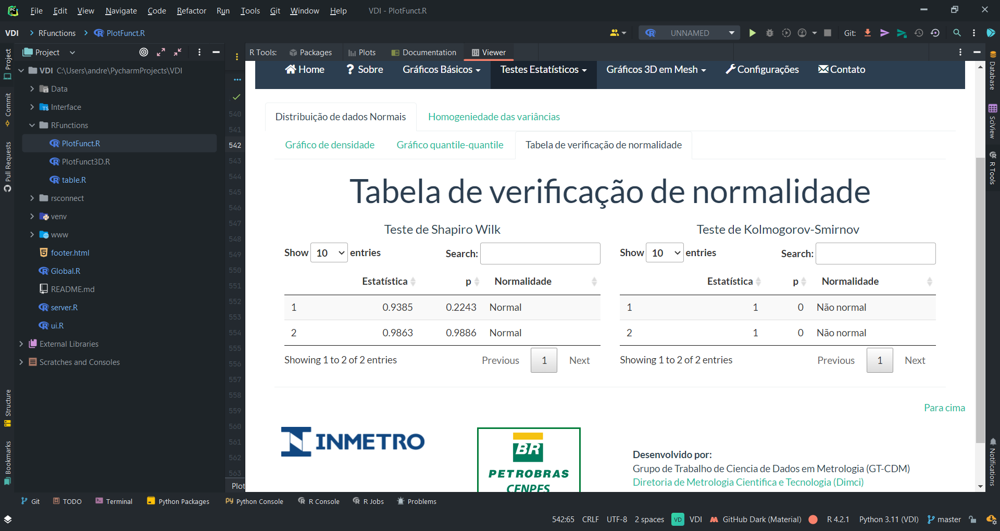 File Edit View Navigate Code Refactor Run Tools Git Window Help VDI - PlotFunct.R
VDI RFunctions PlotFunct.R UNNAMED Git:
Project
Commit
Pull Requests
Structure
Bookmarks
Project
VDI C:\Users\andre\PycharmProjects\VDI
Data
Interface
RFunctions
PlotFunct.R
PlotFunct3D.R
table.R
rsconnect
venv
www
footer.html
Global.R
README.md
server.R
ui.R
External Libraries
Scratches and Consoles
540
541
542
543
544
545
546
547
548
549
550
551
552
553
554
555
556
557
558
559
560
561
562
563
Plot
R Tools: Packages Plots Documentation Viewer
Home ? Sobre Gráficos Básicos Testes Estatísticos Gráficos 3D em Mesh Configurações Contato
Distribuição de dados Normais Homogeniedade das variâncias
Gráfico de densidade Gráfico quantile-quantile Tabela de verificação de normalidade
Tabela de verificação de normalidade
Teste de Shapiro Wilk
Show 10 entries Search:
Estatística p Normalidade
1 0.9385 0.2243 Normal
2 0.9863 0.9886 Normal
Showing 1 to 2 of 2 entries Previous 1 Next
Teste de Kolmogorov-Smirnov
Show 10 entries Search:
Estatística p Normalidade
1 1 0 Não normal
2 1 0 Não normal
Showing 1 to 2 of 2 entries Previous 1 Next
Para cima
INMETRO
BR
PETROBRAS
CENPES
Desenvolvido por:
Grupo de Trabalho de Ciencia de Dados em Metrologia (GT-CDM)
Diretoria de Metrologia Cientifica e Tecnologia (Dimci)
Database
SciView
R Tools
Notifications
Git TODO Terminal Python Packages Python Console R Console R Jobs Problems
542:65 CRLF UTF-8 2 spaces VD VDI GitHub Dark (Material) R 4.2.1 Python 3.11 (VDI) master